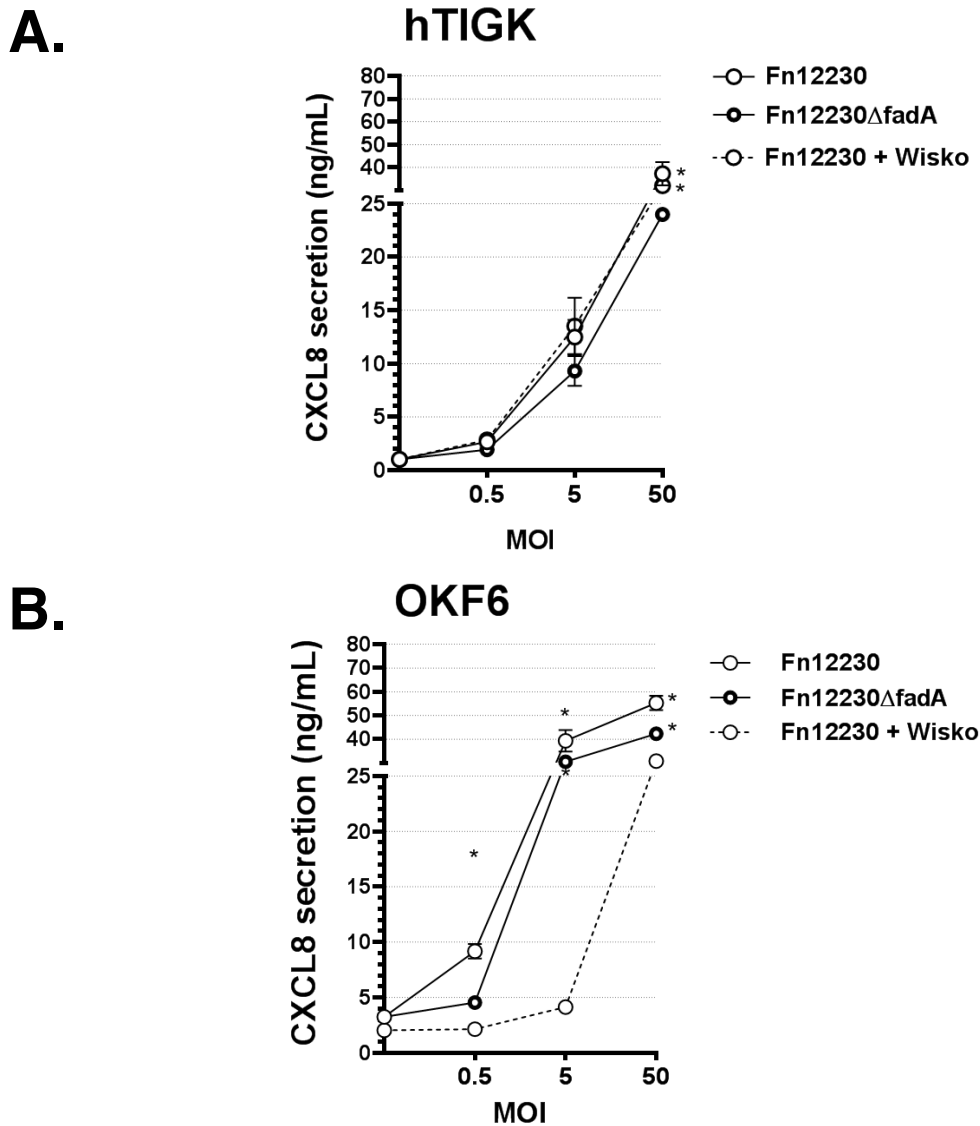 A.
hTIGK
CXCL8 secretion (ng/mL)
80
70
60
50
40
25
20
15
10
5
0
0.5 5 50
MOI
Fn12230
Fn12230ΔfadA
Fn12230 + Wisko
*
*
B.
OKF6
CXCL8 secretion (ng/mL)
80
70
60
50
40
25
20
15
10
5
0
0.5 5 50
MOI
Fn12230
Fn12230ΔfadA
Fn12230 + Wisko
*
*
*
*
*